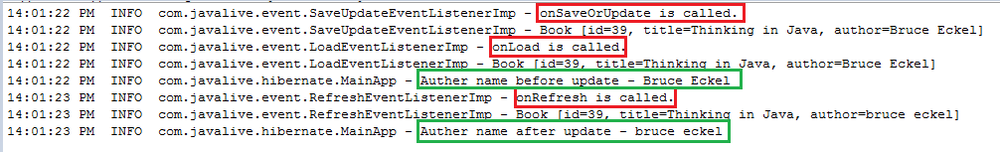 14:01:22 PM INFO com.javalive.event.SaveUpdateEventListenerImp - onSaveOrUpdate is called.
14:01:22 PM INFO com.javalive.event.SaveUpdateEventListenerImp - Book [id=39, title=Thinking in Java, author=Bruce Eckel]
14:01:22 PM INFO com.javalive.event.LoadEventListenerImp - onLoad is called.
14:01:22 PM INFO com.javalive.event.LoadEventListenerImp - Book [id=39, title=Thinking in Java, author=Bruce Eckel]
14:01:22 PM INFO com.javalive.hibernate.MainApp - Auther name before update - Bruce Eckel
14:01:23 PM INFO com.javalive.event.RefreshEventListenerImp - onRefresh is called.
14:01:23 PM INFO com.javalive.event.RefreshEventListenerImp - Book [id=39, title=Thinking in Java, author=bruce eckel]
14:01:23 PM INFO com.javalive.hibernate.MainApp - Auther name after update - bruce eckel